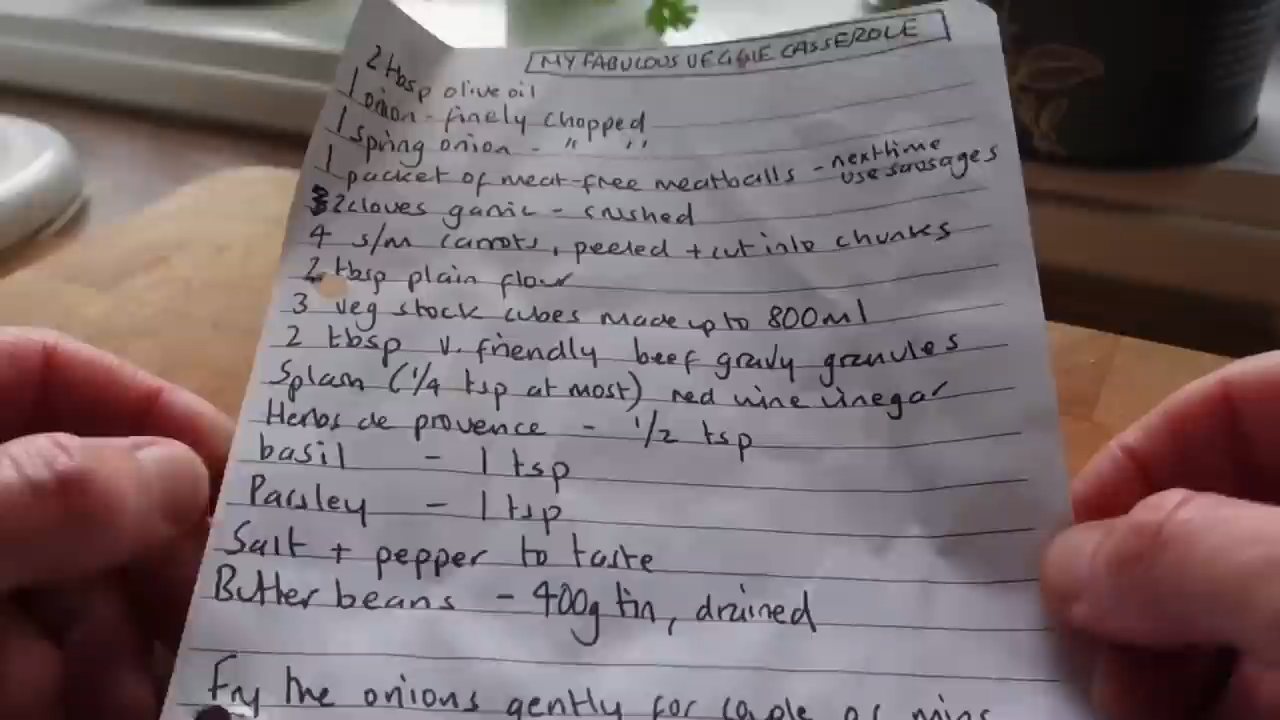 MY FABULOUS VEGGIE CASSEROLE
2 tbsp olive oil
1 onion - finely chopped
1 spring onion - " "
1 packet of meat-free meatballs - next time use sausages
2 cloves garlic - crushed
4 s/m carrots, peeled + cut into chunks
2 tbsp plain flour
3 veg stock cubes made up to 800ml
2 tbsp v. friendly beef gravy granules
Splash (1/4 tsp at most) red wine vinegar
Herbs de provence - 1/2 tsp
basil - 1 tsp
Parsley - 1 tsp
Salt + pepper to taste
Butter beans - 400g tin, drained
Fry the onions gently for couple of mins